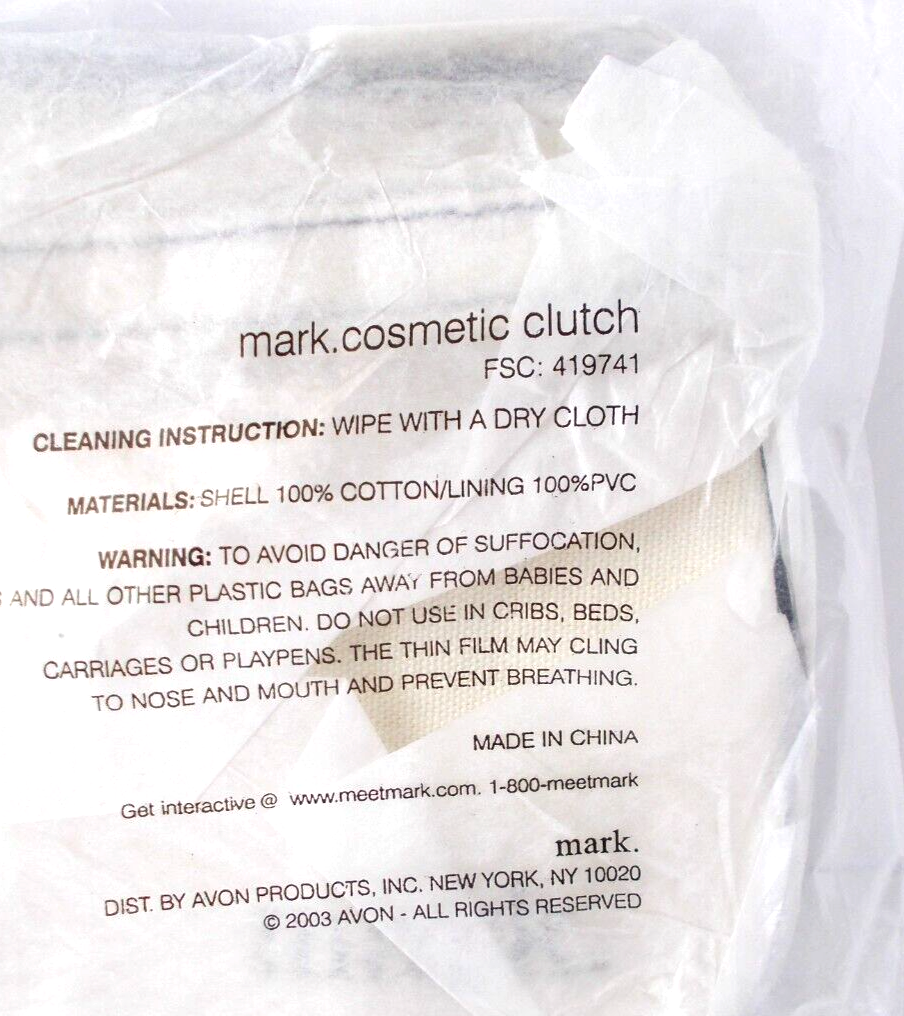 mark.cosmetic clutch
FSC: 419741
CLEANING INSTRUCTION: WIPE WITH A DRY CLOTH
MATERIALS: SHELL 100% COTTON/LINING 100%PVC
WARNING: TO AVOID DANGER OF SUFFOCATION,
AND ALL OTHER PLASTIC BAGS AWAY FROM BABIES AND
CHILDREN. DO NOT USE IN CRIBS, BEDS,
CARRIAGES OR PLAYPENS. THE THIN FILM MAY CLING
TO NOSE AND MOUTH AND PREVENT BREATHING.
MADE IN CHINA
Get interactive @ www.meetmark.com. 1-800-meetmark
mark.
DIST. BY AVON PRODUCTS, INC. NEW YORK, NY 10020
© 2003 AVON - ALL RIGHTS RESERVED